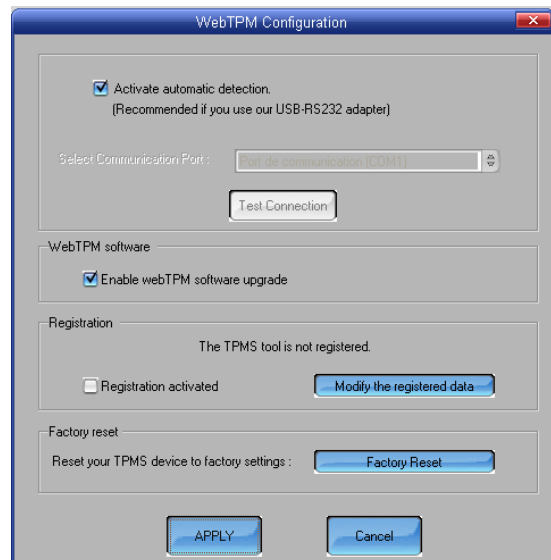 WebTPM Configuration
Activate automatic detection.
(Recommended if you use our USB-RS232 adapter)
Select Communication Port :
Port de communication (COM1)
Test Connection
WebTPM software
Enable webTPM software upgrade
Registration
The TPMS tool is not registered.
Registration activated
Modify the registered data
Factory reset
Reset your TPMS device to factory settings :
Factory Reset
APPLY
Cancel